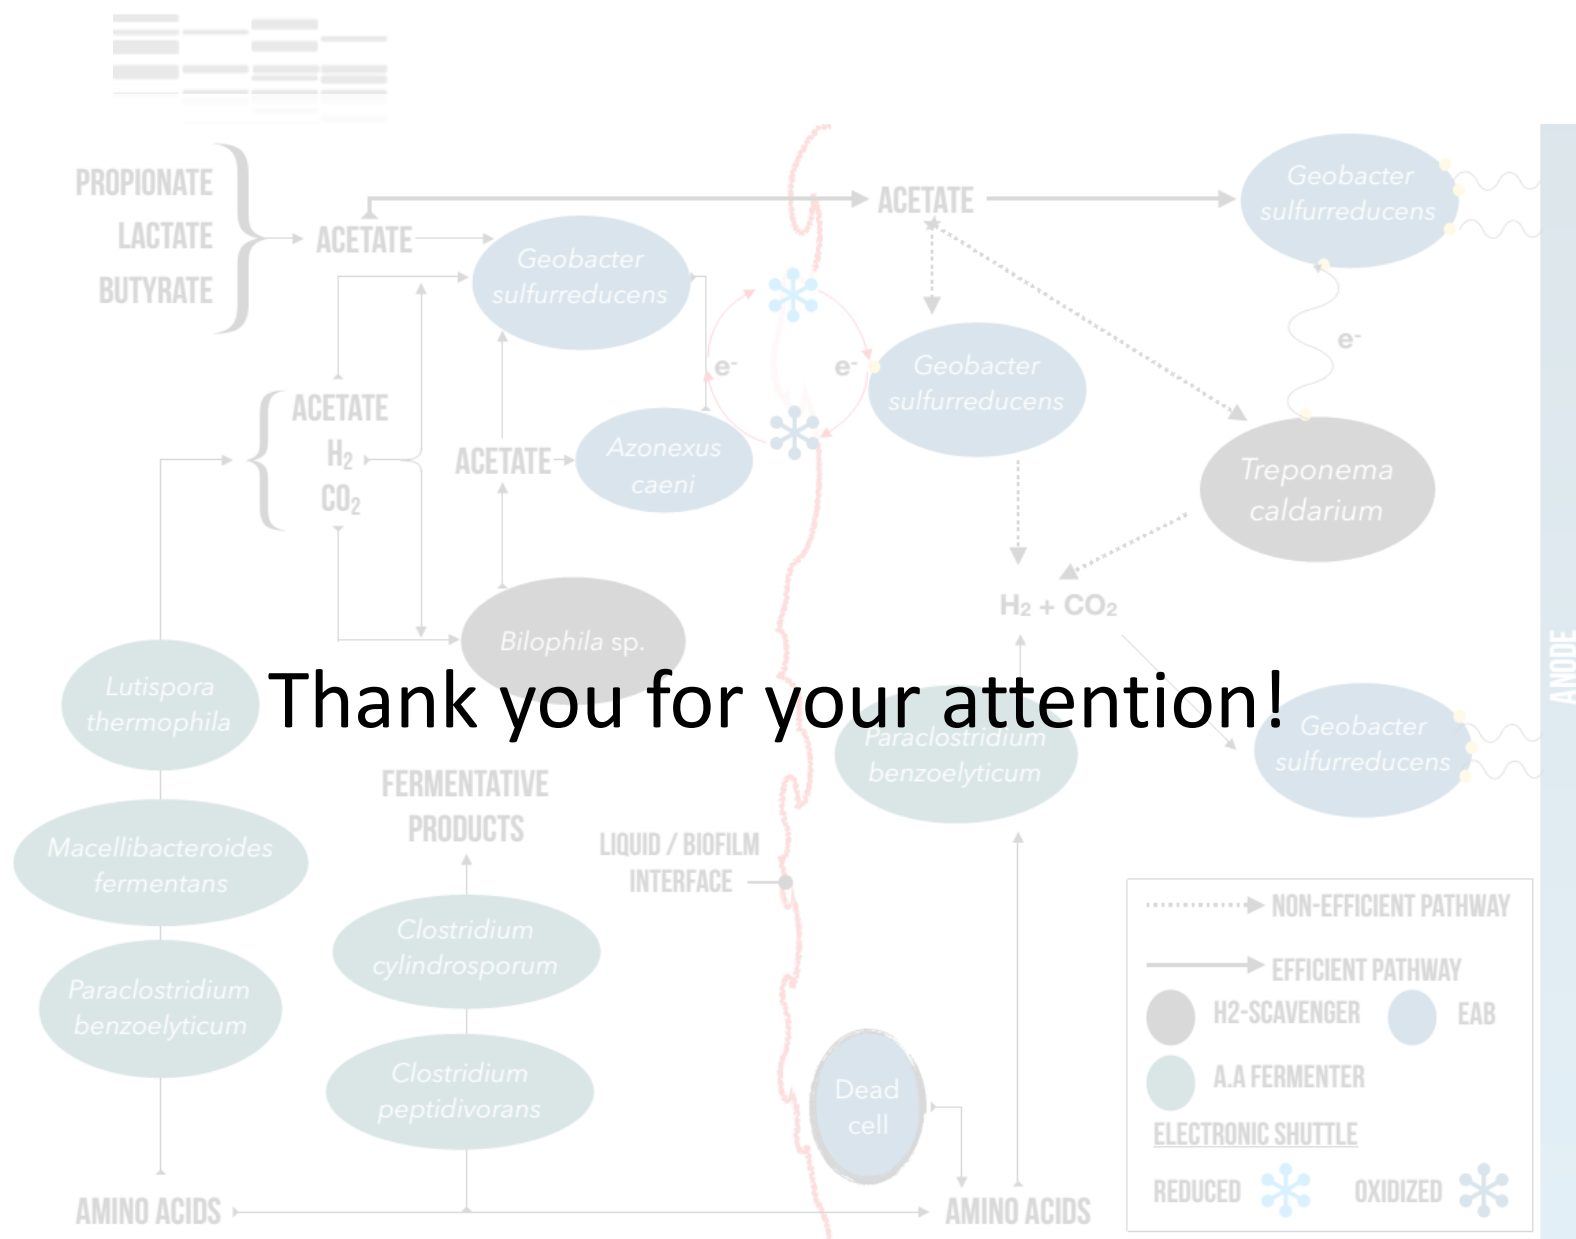 PROPIONATE
LACTATE
BUTYRATE
ACETATE
Geobacter
sulfurreducens
ACETATE
Geobacter
sulfurreducens
e-
e-
Geobacter
sulfurreducens
e-
ACETATE
H2
CO2
ACETATE
Azonexus
caeni
Treponema
caldarium
H2 + CO2
Bilophila sp.
Lutispora
thermophila
Thank you for your attention!
Paraclostridium
benzoelyticum
Geobacter
sulfurreducens
ANODE
FERMENTATIVE
PRODUCTS
LIQUID / BIOFILM
INTERFACE
Macellibacteroides
fermentans
Clostridium
cylindrosporum
Paraclostridium
benzoelyticum
Clostridium
peptidivorans
Dead
cell
AMINO ACIDS
AMINO ACIDS
NON-EFFICIENT PATHWAY
EFFICIENT PATHWAY
H2-SCAVENGER
EAB
A.A FERMENTER
ELECTRONIC SHUTTLE
REDUCED
OXIDIZED